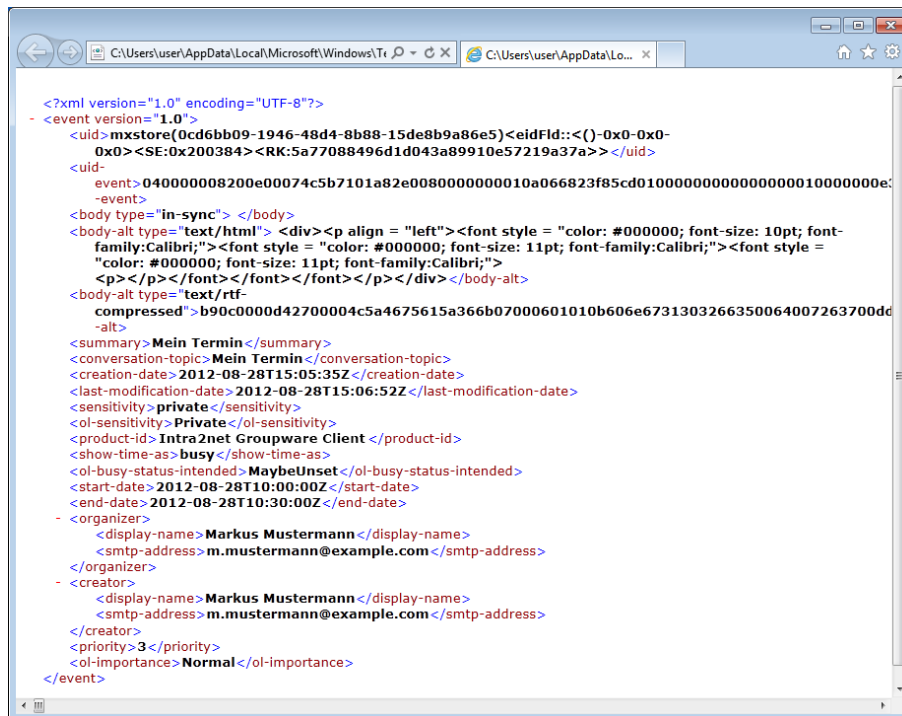 C:\Users\user\AppData\Local\Microsoft\Windows\Te
C:\Users\user\AppData\Lo...
<?xml version="1.0" encoding="UTF-8"?>
- <event version="1.0">
<uid>mxstore(0cd6bb09-1946-48d4-8b88-15de8b9a86e5)<eidFld::<()-0x0-0x0-
0x0><SE:0x200384><RK:5a77088496d1d043a89910e57219a37a>></uid>
<uid-
event>040000008200e00074c5b7101a82e0080000000010a066823f85cd01000000000000000010000000e3
-event>
<body type="in-sync"> </body>
<body-alt type="text/html"> <div><p align = "left"><font style = "color: #000000; font-size: 10pt; font-
family:Calibri;"><font style = "color: #000000; font-size: 11pt; font-family:Calibri;"><font style =
"color: #000000; font-size: 11pt; font-family:Calibri;">
<p></p></font></font></font></p></div></body-alt>
<body-alt type="text/rtf-
compressed">b90c0000d42700004c5a4675615a366b07000601010b606e67313032663500640072637​00dd
-alt>
<summary>Mein Termin</summary>
<conversation-topic>Mein Termin</conversation-topic>
<creation-date>2012-08-28T15:05:35Z</creation-date>
<last-modification-date>2012-08-28T15:06:52Z</last-modification-date>
<sensitivity>private</sensitivity>
<ol-sensitivity>Private</ol-sensitivity>
<product-id>Intra2net Groupware Client </product-id>
<show-time-as>busy</show-time-as>
<ol-busy-status-intended>MaybeUnset</ol-busy-status-intended>
<start-date>2012-08-28T10:00:00Z</start-date>
<end-date>2012-08-28T10:30:00Z</end-date>
- <organizer>
<display-name>Markus Mustermann</display-name>
<smtp-address>m.mustermann@example.com</smtp-address>
</organizer>
- <creator>
<display-name>Markus Mustermann</display-name>
<smtp-address>m.mustermann@example.com</smtp-address>
</creator>
<priority>3</priority>
<ol-importance>Normal</ol-importance>
</event>